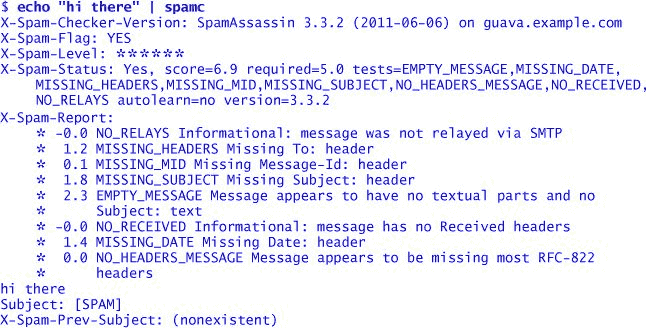 $ echo "hi there" | spamc
X-Spam-Checker-Version: SpamAssassin 3.3.2 (2011-06-06) on guava.example.com
X-Spam-Flag: YES
X-Spam-Level: ******
X-Spam-Status: Yes, score=6.9 required=5.0 tests=EMPTY_MESSAGE,MISSING_DATE,
MISSING_HEADERS,MISSING_MID,MISSING_SUBJECT,NO_HEADERS_MESSAGE,NO_RECEIVED,
NO_RELAYS autolearn=no version=3.3.2
X-Spam-Report:
* -0.0 NO_RELAYS Informational: message was not relayed via SMTP
* 1.2 MISSING_HEADERS Missing To: header
* 0.1 MISSING_MID Missing Message-Id: header
* 1.8 MISSING_SUBJECT Missing Subject: header
* 2.3 EMPTY_MESSAGE Message appears to have no textual parts and no
* Subject: text
* -0.0 NO_RECEIVED Informational: message has no Received headers
* 1.4 MISSING_DATE Missing Date: header
* 0.0 NO_HEADERS_MESSAGE Message appears to be missing most RFC-822
* headers
hi there
Subject: [SPAM]
X-Spam-Prev-Subject: (nonexistent)